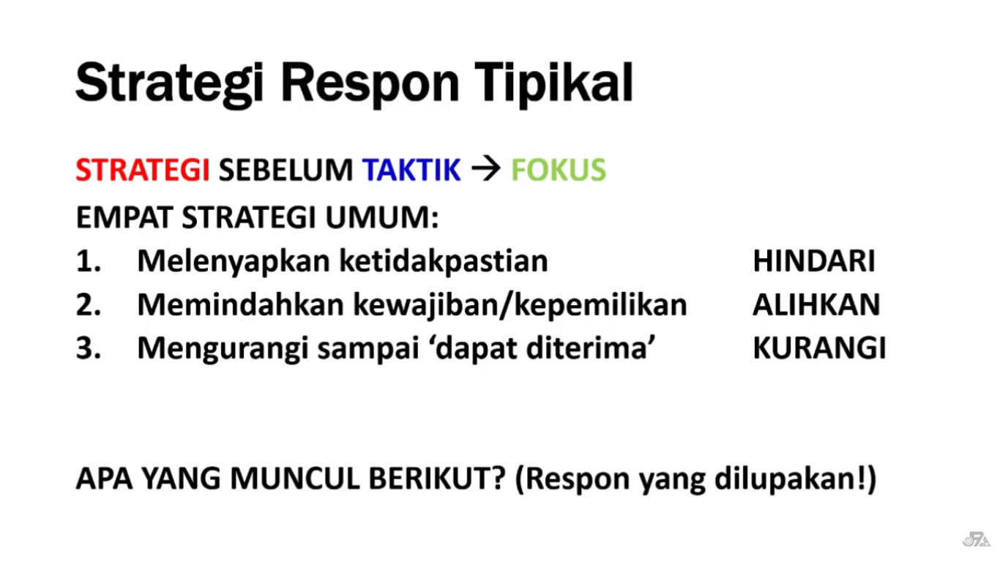 Strategi Respon Tipikal
STRATEGI SEBELUM TAKTIK → FOKUS
EMPAT STRATEGI UMUM:
1. Melenyapkan ketidakpastian HINDARI
2. Memindahkan kewajiban/kepemilikan ALIHKAN
3. Mengurangi sampai ‘dapat diterima’ KURANGI
APA YANG MUNCUL BERIKUT? (Respon yang dilupakan!)